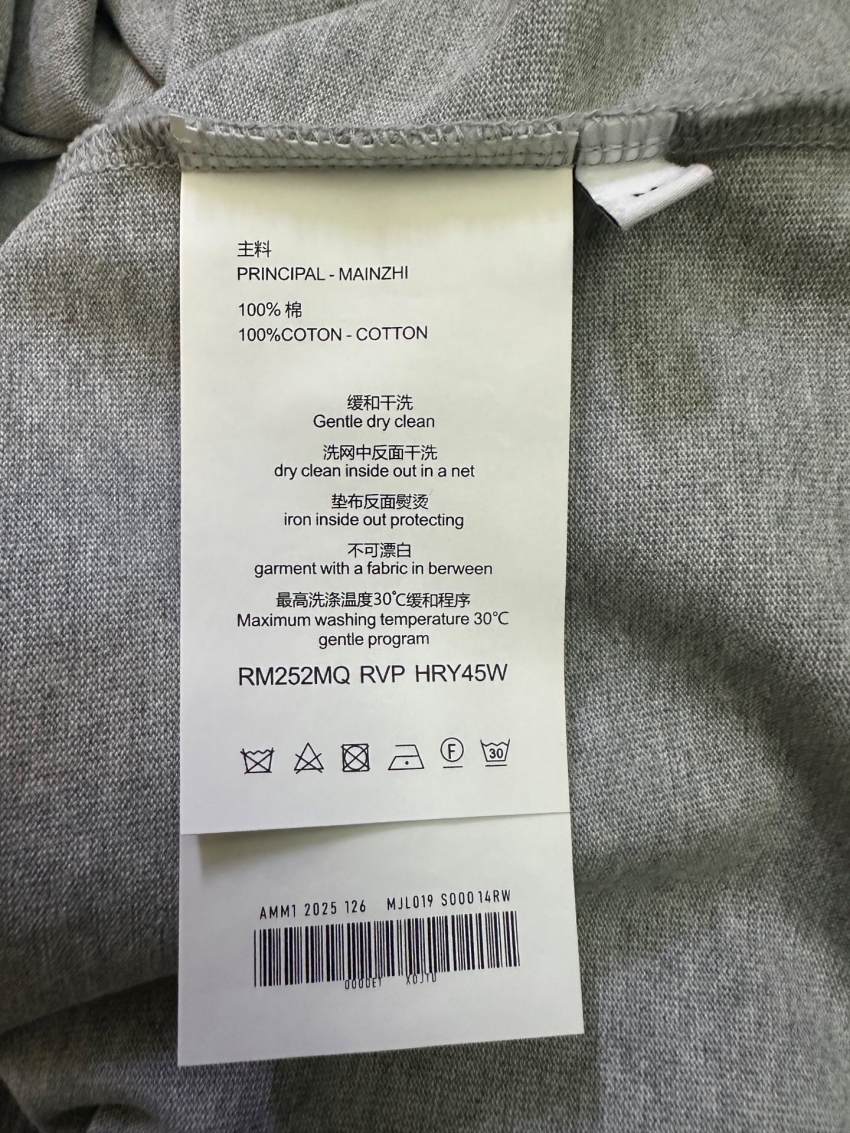 主料
PRINCIPAL - MAINZHI
100% 棉
100%COTON - COTTON
缓和干洗
Gentle dry clean
洗网中反面干洗
dry clean inside out in a net
垫布反面熨烫
iron inside out protecting
不可漂白
garment with a fabric in berween
最高洗涤温度30℃缓和程序
Maximum washing temperature 30℃
gentle program
RM252MQ RVP HRY45W
F 30
AMM1 2025 126 MJL019 S00014RW